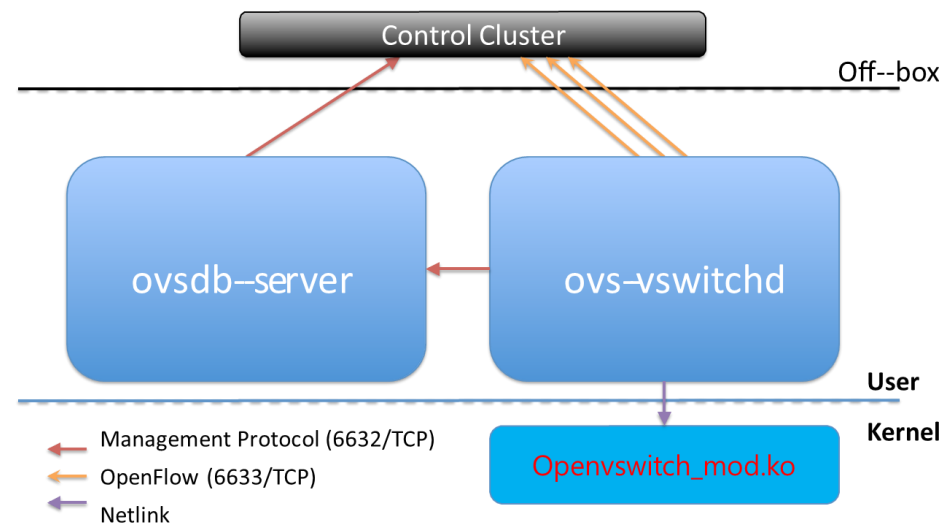 Control Cluster
Off--box
ovsdb--server
ovs-vswitchd
User
Kernel
Management Protocol (6632/TCP)
OpenFlow (6633/TCP)
Netlink
Openvswitch_mod.ko